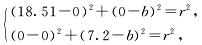 (18.51-0)²+(0-b)²=r²,
(0-0)²+(7.2-b)²=r²,